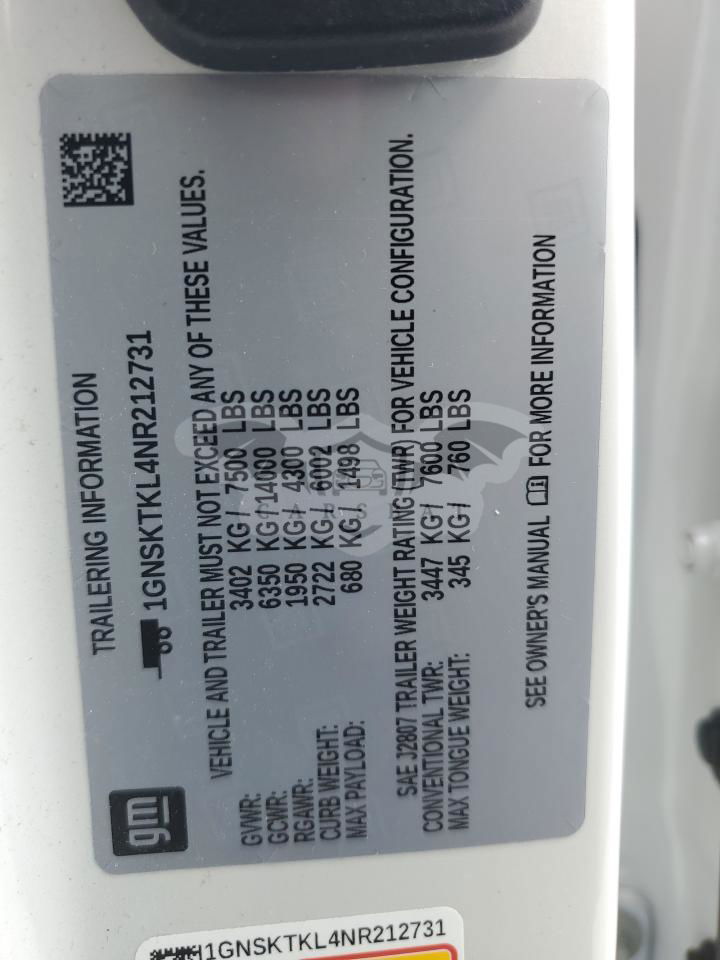 gm
TRAILERING INFORMATION
1GNSKTKL4NR212731
VEHICLE AND TRAILER MUST NOT EXCEED ANY OF THESE VALUES.
GVWR: 3402 KG/ 7500 LBS
GCWR: 6350 KG/ 14000 LBS
RGAWR: 1950 KG/ 4300 LBS
CURB WEIGHT: 2722 KG/ 6002 LBS
MAX PAYLOAD: 680 KG/ 1498 LBS
SAE J2807 TRAILER WEIGHT RATING (TWR) FOR VEHICLE CONFIGURATION.
CONVENTIONAL TWR: 3447 KG/ 7600 LBS
MAX TONGUE WEIGHT: 345 KG/ 760 LBS
SEE OWNER'S MANUAL FOR MORE INFORMATION
1GNSKTKL4NR212731